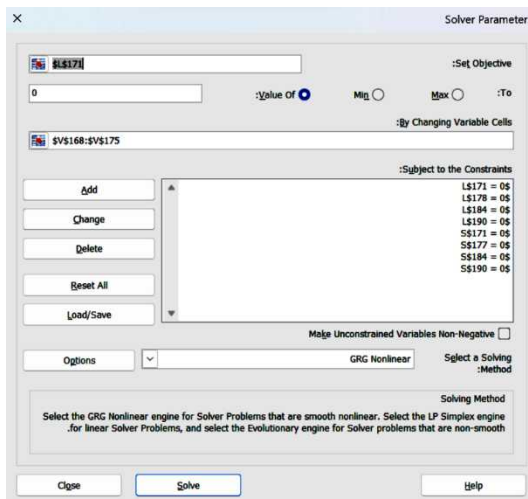 Solver Parameter
:Set Objective
$L$171
:To
Max
Min
:Value Of
0
:By Changing Variable Cells
$V$168:$V$175
:Subject to the Constraints
L$171 = 0$
L$178 = 0$
L$184 = 0$
L$190 = 0$
S$171 = 0$
S$177 = 0$
S$184 = 0$
S$190 = 0$
Add
Change
Delete
Reset All
Load/Save
Make Unconstrained Variables Non-Negative
Select a Solving
:Method
GRG Nonlinear
Options
Solving Method
Select the GRG Nonlinear engine for Solver Problems that are smooth nonlinear. Select the LP Simplex engine
.for linear Solver Problems, and select the Evolutionary engine for Solver problems that are non-smooth
Help
Solve
Close